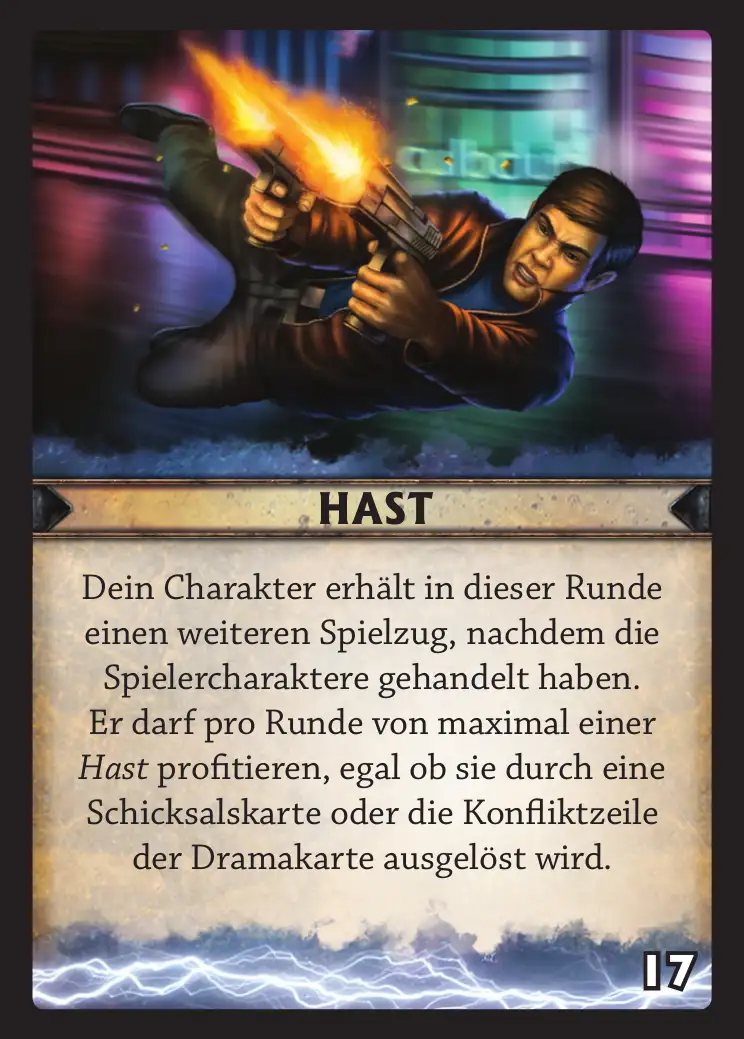 HAST
Dein Charakter erhält in dieser Runde
einen weiteren Spielzug, nachdem die
Spielercharaktere gehandelt haben.
Er darf pro Runde von maximal einer
Hast profitieren, egal ob sie durch eine
Schicksalskarte oder die Konfliktzeile
der Dramakarte ausgelöst wird.
17